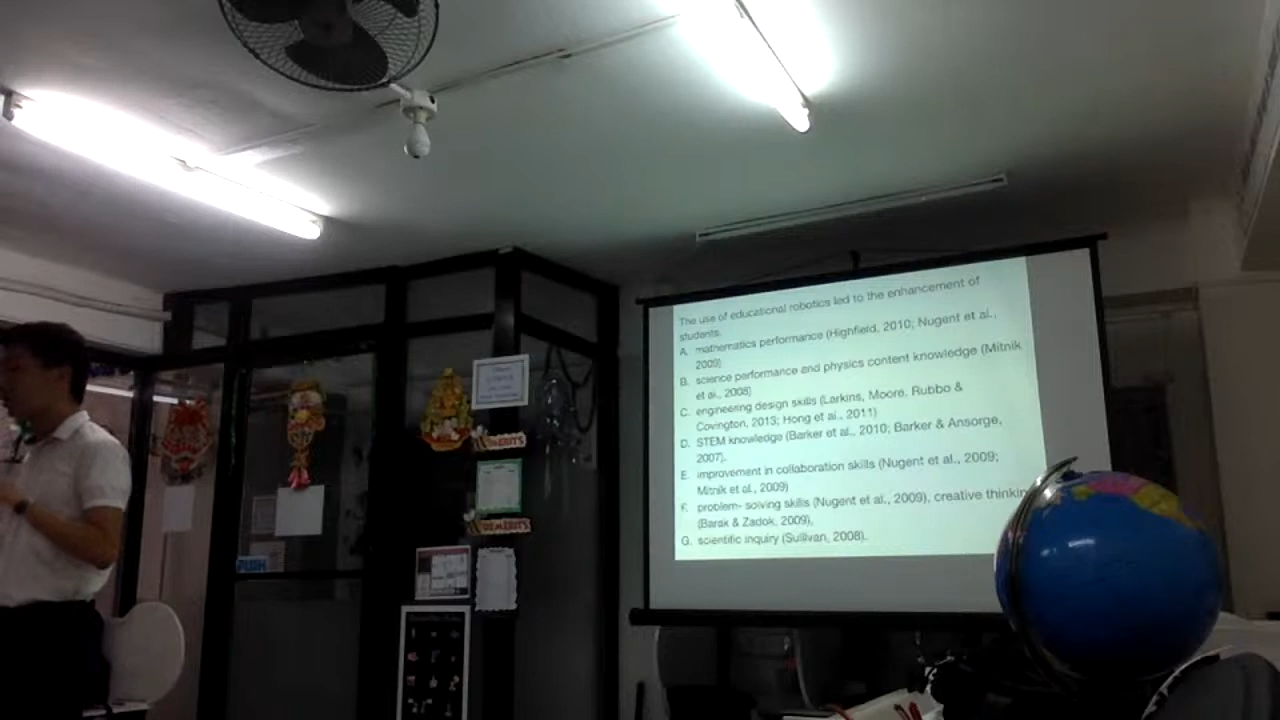 The use of educational robotics led to the enhancement of
students.
A. mathematics performance (Highfield, 2010; Nugent et al.,
2009)
B. science performance and physics content knowledge (Mitnik
et al., 2008)
C. engineering design skills (Larkins, Moore, Rubbo &
Covington, 2013; Hong et al., 2011)
D. STEM knowledge (Barker et al., 2010; Barker & Ansorge,
2007).
E. improvement in collaboration skills (Nugent et al., 2009;
Mitnik et al., 2009)
F. problem- solving skills (Nugent et al., 2009), creative thinkin
(Barak & Zadok, 2009),
G. scientific inquiry (Sullivan, 2008).
MERITS
DEMERITS
PUSH